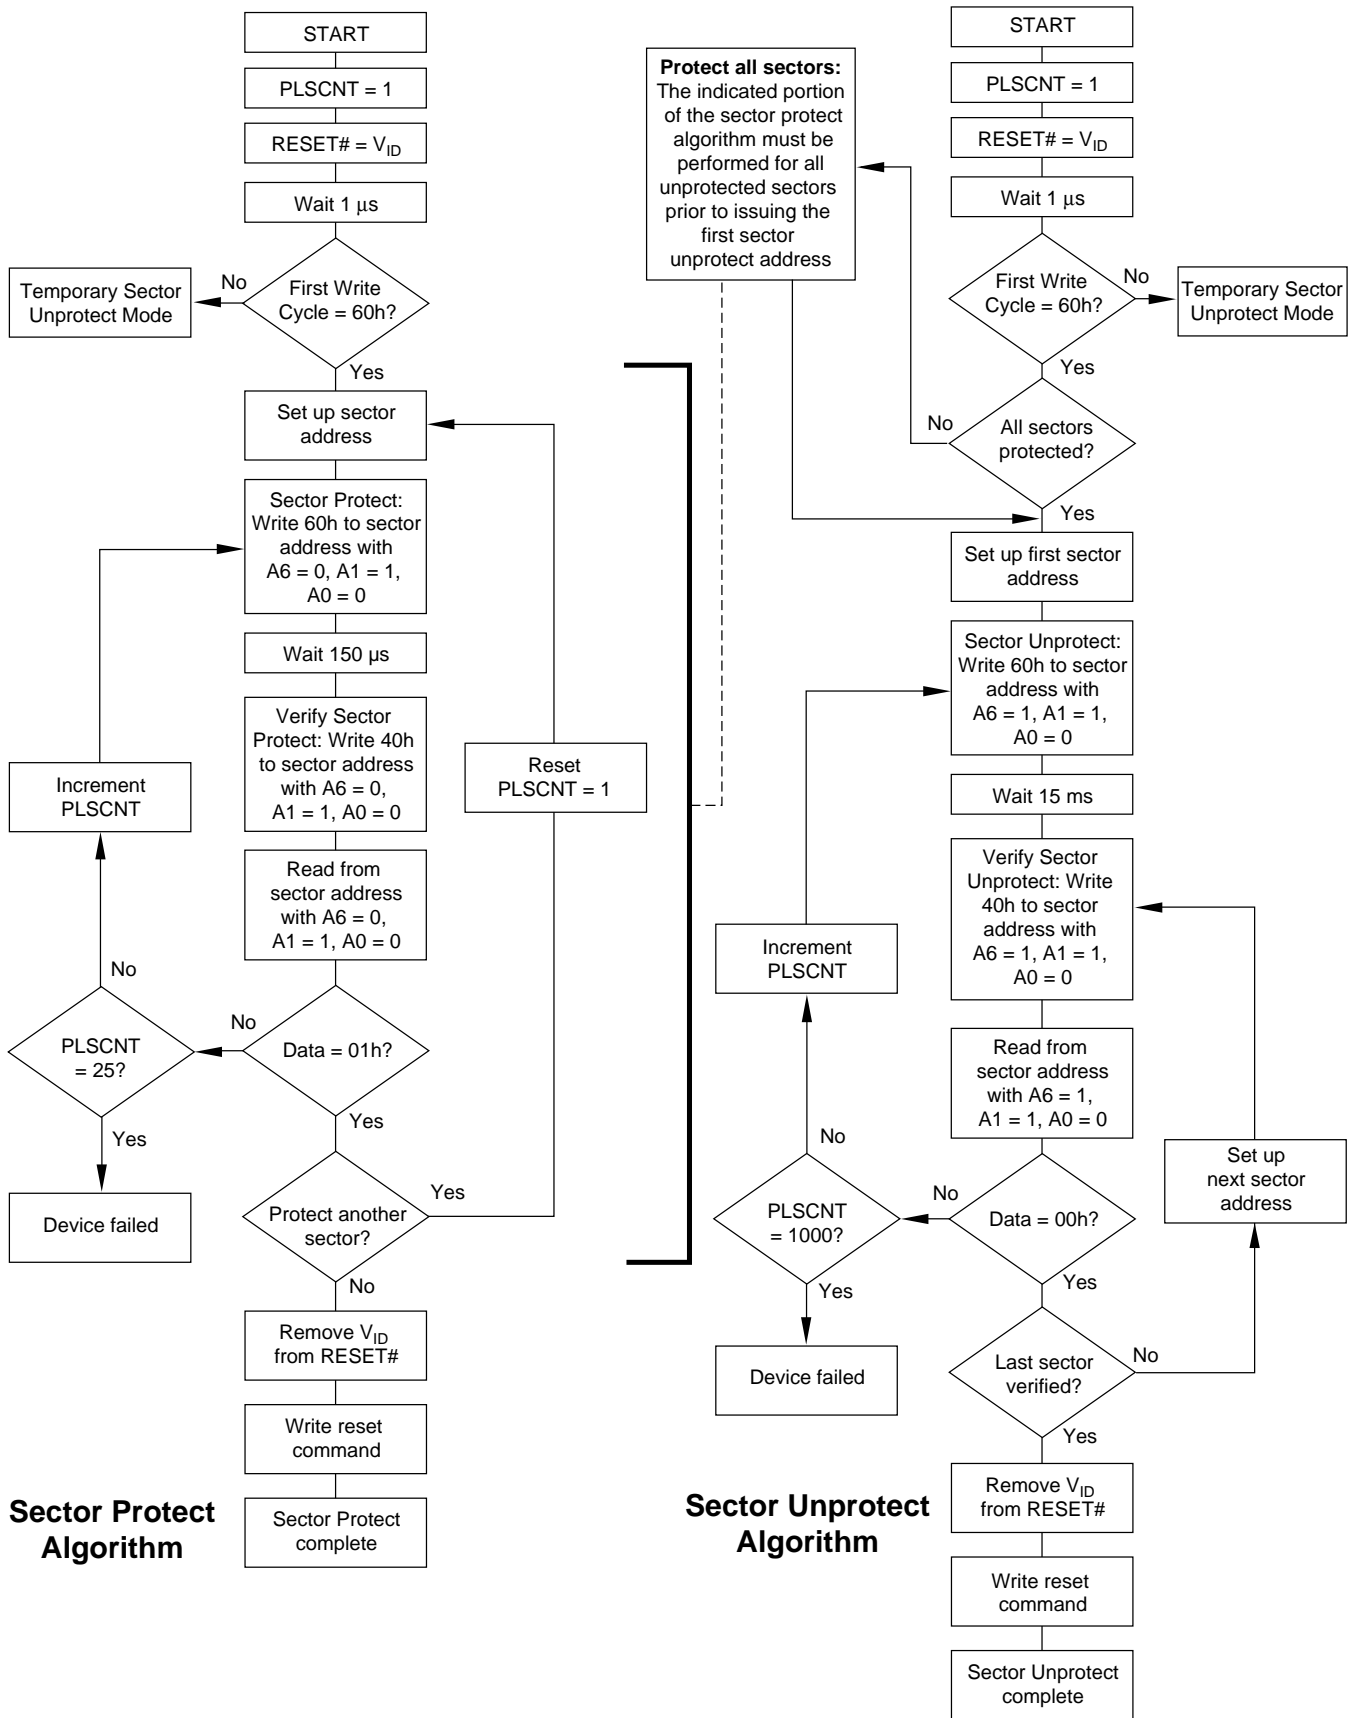 START
PLSCNT = 1
RESET# = VID
Wait 1 μs
First Write
Cycle = 60h?
No
Temporary Sector
Unprotect Mode
Yes
Set up sector
address
Sector Protect:
Write 60h to sector
address with
A6 = 0, A1 = 1,
A0 = 0
Wait 150 µs
Verify Sector
Protect: Write 40h
to sector address
with A6 = 0,
A1 = 1, A0 = 0
Increment
PLSCNT
Reset
PLSCNT = 1
Read from
sector address
with A6 = 0,
A1 = 1, A0 = 0
No
PLSCNT
= 25?
No
Data = 01h?
Yes
Yes
Device failed
Protect another
sector?
Yes
No
Remove VID
from RESET#
Write reset
command
Sector Protect
complete
Sector Protect
Algorithm
Protect all sectors:
The indicated portion
of the sector protect
algorithm must be
performed for all
unprotected sectors
prior to issuing the
first sector
unprotect address
START
PLSCNT = 1
RESET# = VID
Wait 1 μs
First Write
Cycle = 60h?
No
Temporary Sector
Unprotect Mode
Yes
No
All sectors
protected?
Yes
Set up first sector
address
Sector Unprotect:
Write 60h to sector
address with
A6 = 1, A1 = 1,
A0 = 0
Wait 15 ms
Verify Sector
Unprotect: Write
40h to sector
address with
A6 = 1, A1 = 1,
A0 = 0
Increment
PLSCNT
Read from
sector address
with A6 = 1,
A1 = 1, A0 = 0
No
PLSCNT
= 1000?
No
Data = 00h?
Set up
next sector
address
Yes
Yes
Device failed
Last sector
verified?
No
Yes
Remove VID
from RESET#
Write reset
command
Sector Unprotect
complete
Sector Unprotect
Algorithm